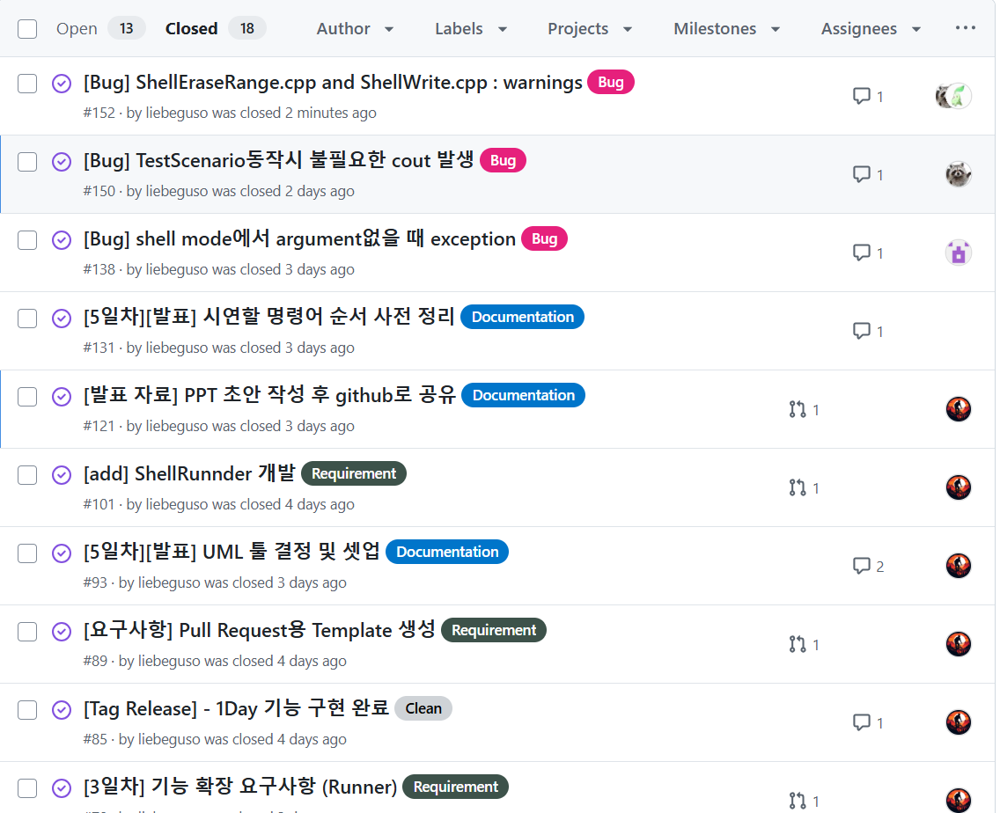 Open 13 Closed 18 Author Labels Projects Milestones Assignees
[Bug] ShellEraseRange.cpp and ShellWrite.cpp : warnings Bug
#152 · by liebeguso was closed 2 minutes ago
1
[Bug] TestScenario동작시 불필요한 cout 발생 Bug
#150 · by liebeguso was closed 2 days ago
1
[Bug] shell mode에서 argument없을 때 exception Bug
#138 · by liebeguso was closed 3 days ago
1
[5일차][발표] 시연할 명령어 순서 사전 정리 Documentation
#131 · by liebeguso was closed 3 days ago
1
[발표 자료] PPT 초안 작성 후 github로 공유 Documentation
#121 · by liebeguso was closed 3 days ago
1
[add] ShellRunnder 개발 Requirement
#101 · by liebeguso was closed 4 days ago
1
[5일차][발표] UML 툴 결정 및 셋업 Documentation
#93 · by liebeguso was closed 3 days ago
2
[요구사항] Pull Request용 Template 생성 Requirement
#89 · by liebeguso was closed 4 days ago
1
[Tag Release] - 1Day 기능 구현 완료 Clean
#85 · by liebeguso was closed 4 days ago
1
[3일차] 기능 확장 요구사항 (Runner) Requirement
1